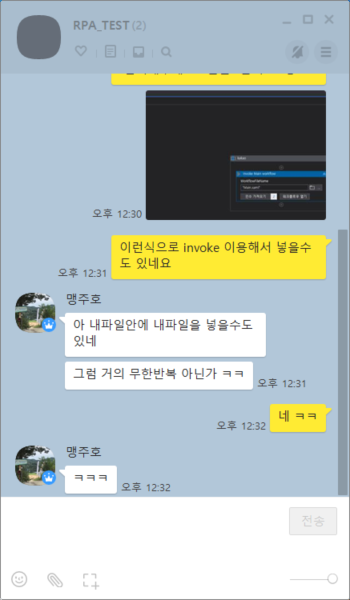 RPA_TEST (2)
오후 12:30
이런식으로 invoke 이용해서 넣을수
도 있네요
오후 12:31
맹주호
아 내파일안에 내파일을 넣을수도
있네
그럼 거의 무한반복 아닌가 ㅋㅋ
오후 12:31
네 ㅋㅋ
오후 12:32
맹주호
ㅋㅋㅋ
오후 12:32
전송